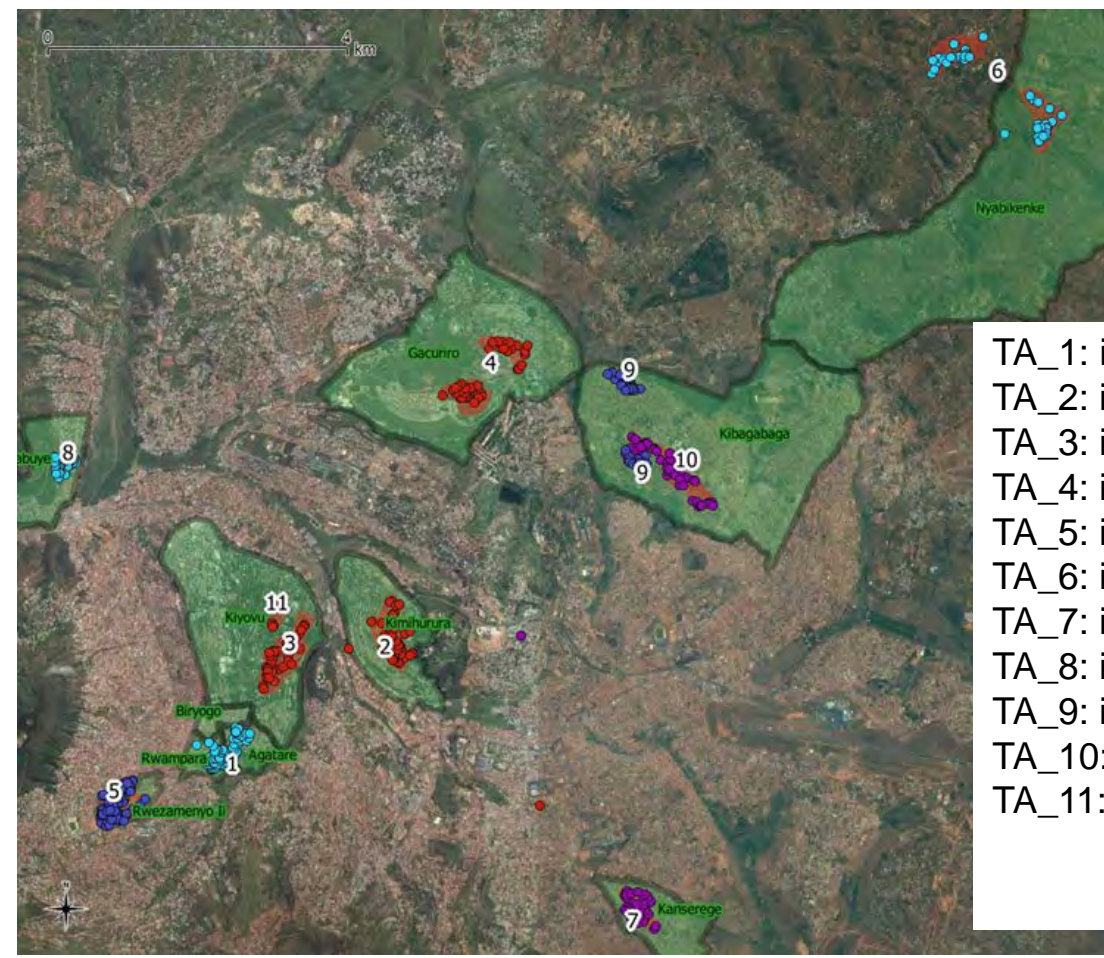 0 4
km
6
Nyabikenke
Gacuriro
4
9
Kibagabaga
10
9
abuye
8
11
Kiyovu
3
Kimihurura
2
Biryogo
Rwampara
Agatare
1
5
Rwezamenyo Ii
Kanserege
7
N
TA_1: i
TA_2: i
TA_3: i
TA_4: i
TA_5: i
TA_6: i
TA_7: i
TA_8: i
TA_9: i
TA_10:
TA_11: